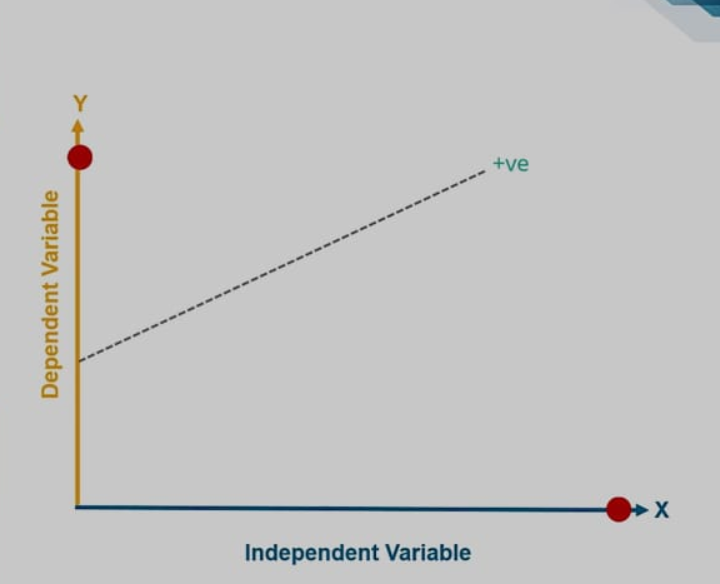 Y
+ve
Dependent Variable
X
Independent Variable